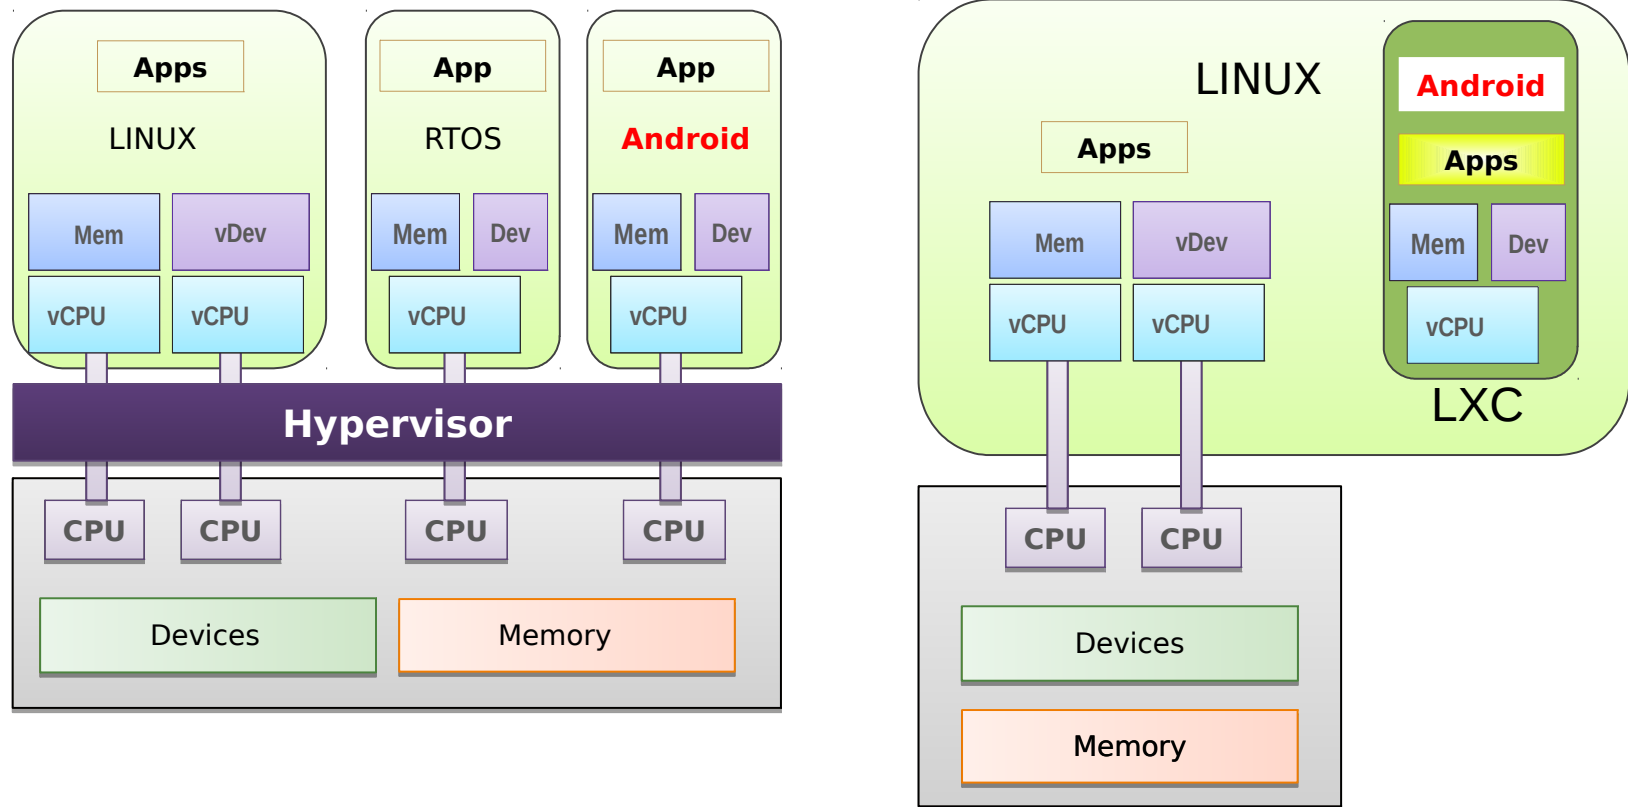 Apps
LINUX
Mem
vDev
vCPU
vCPU
App
RTOS
Mem
Dev
vCPU
App
Android
Mem
Dev
vCPU
Hypervisor
CPU
CPU
CPU
CPU
Devices
Memory
LINUX
Apps
Mem
vDev
vCPU
vCPU
Android
Apps
Mem
Dev
vCPU
LXC
CPU
CPU
Devices
Memory